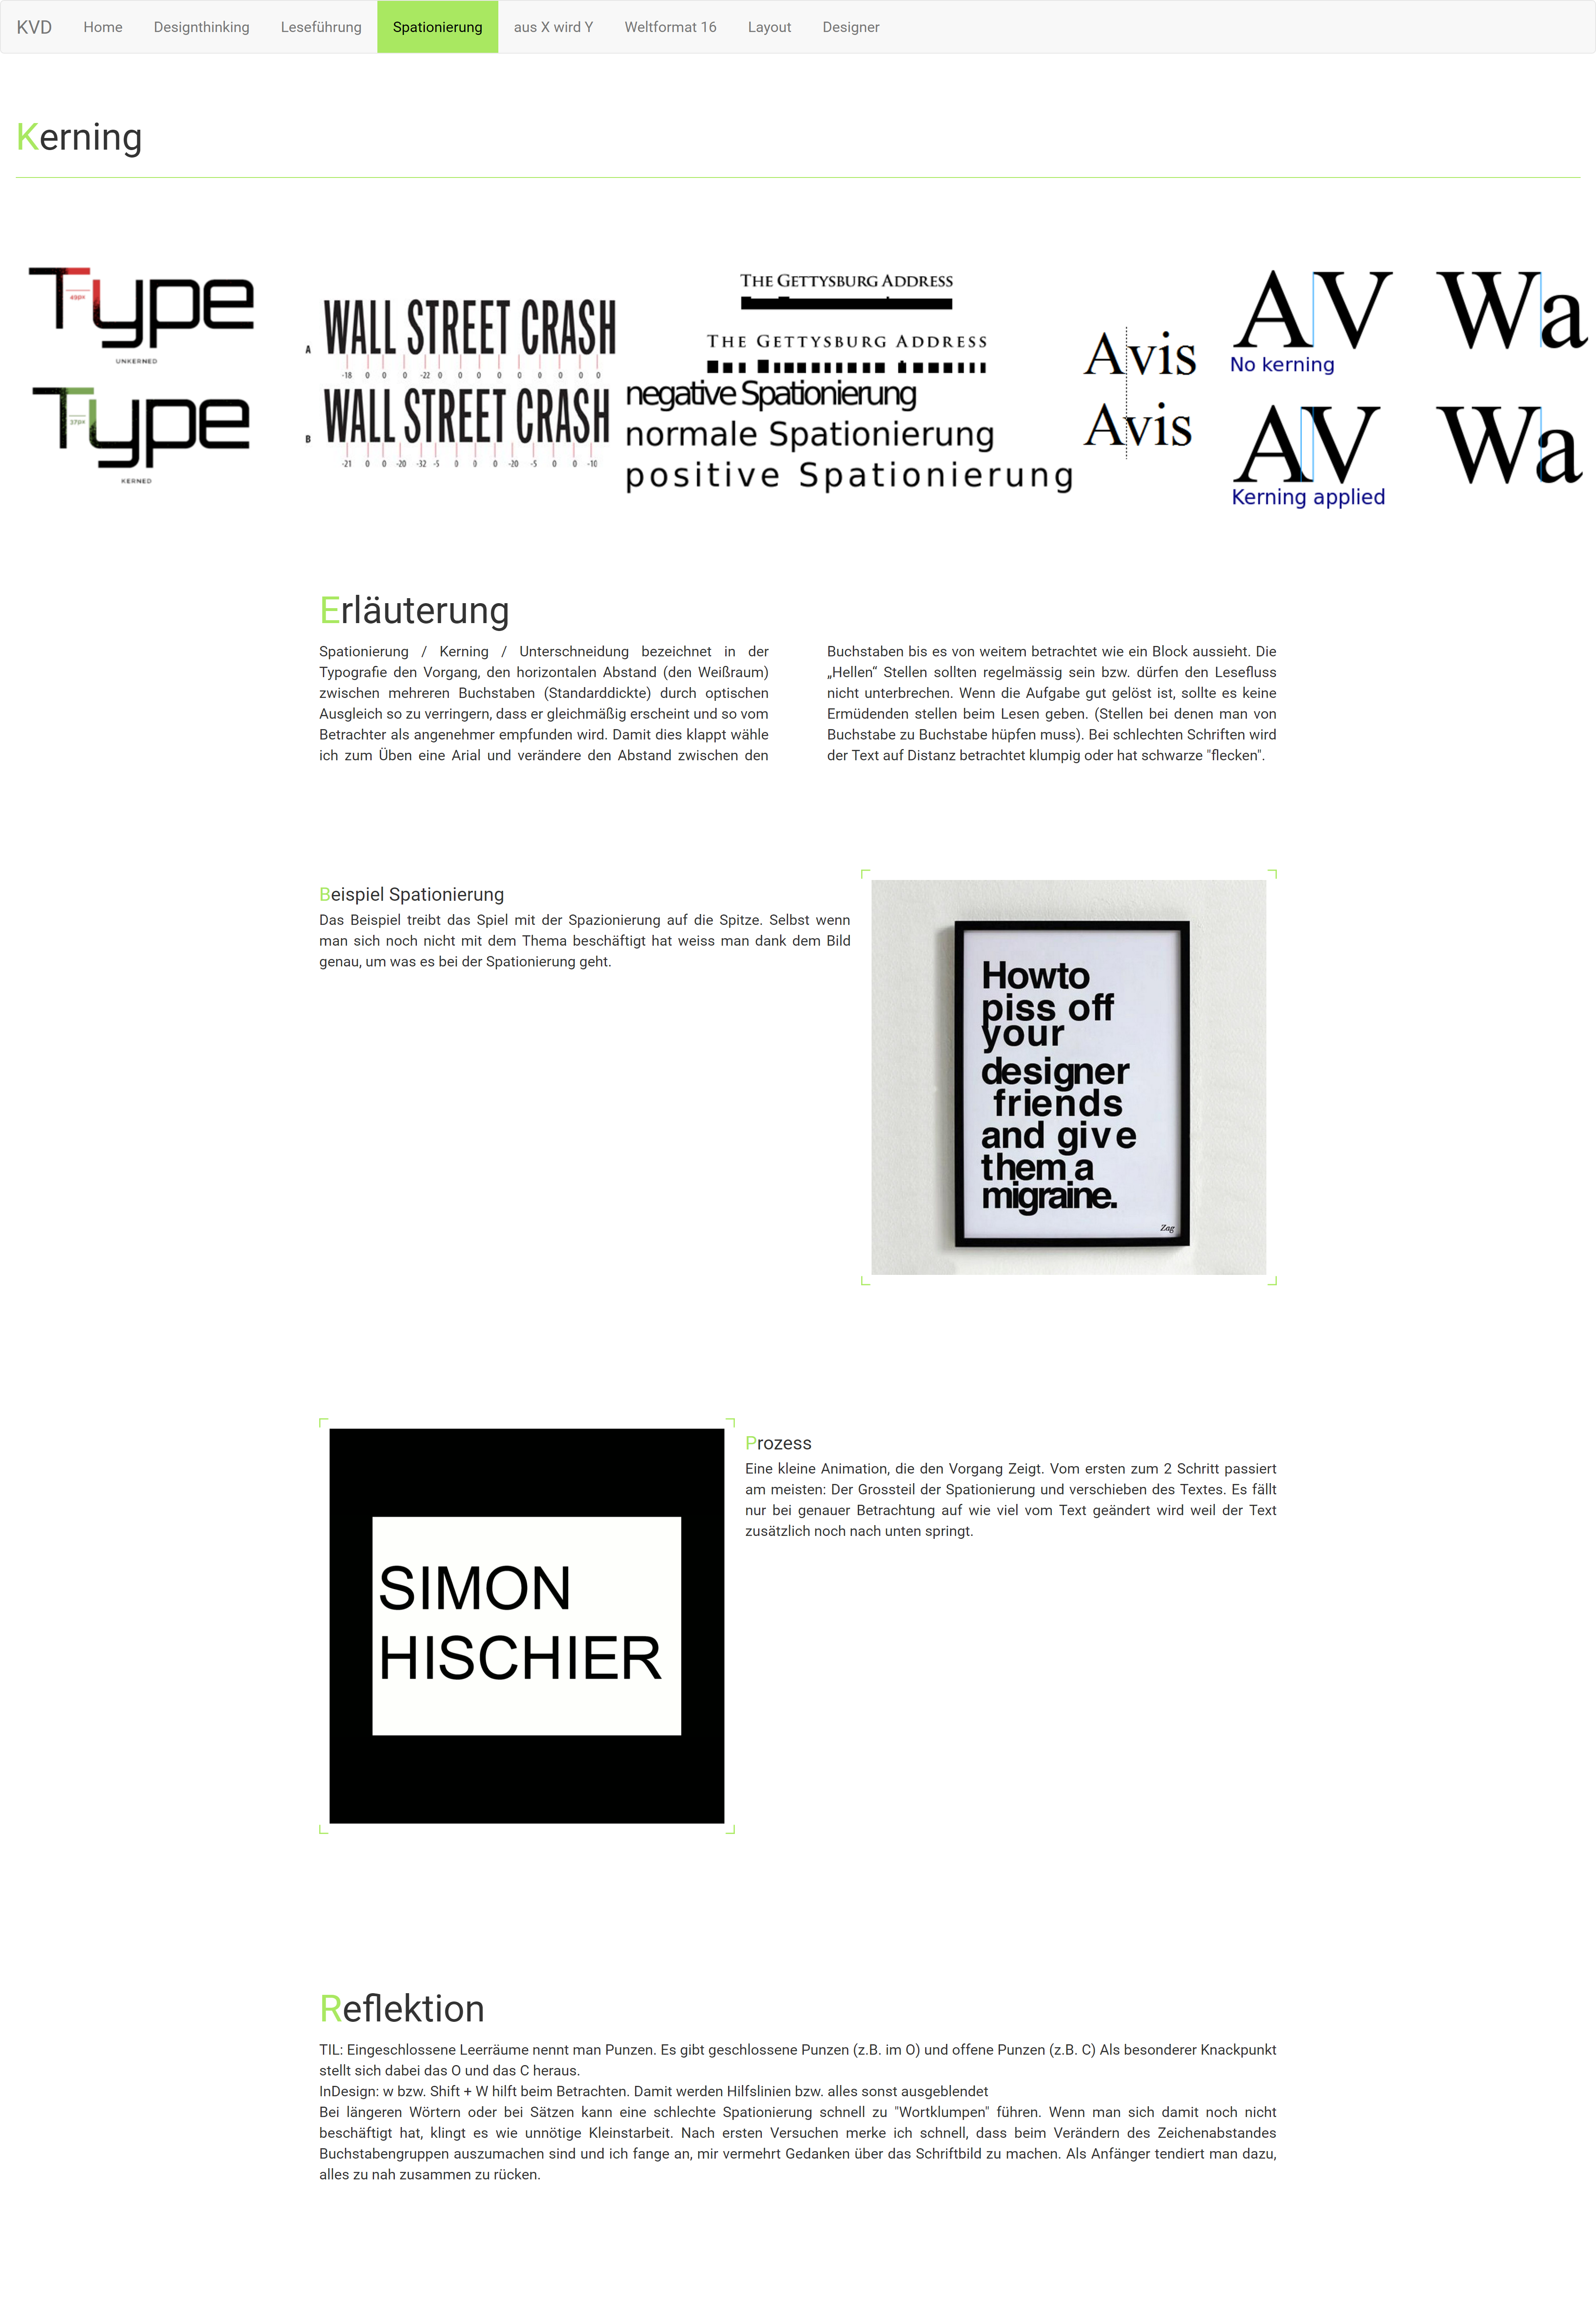 KVD Home Designthinking Leseführung Spationierung aus X wird Y Weltformat 16 Layout Designer
Kerning
Type
49px
UNKERNED
Type
37px
KERNED
A WALL STREET CRASH
-18 0 0 0 -22 0 0 0 0 0 0 0 0 0
B WALL STREET CRASH
-21 0 0 -20 -32 -5 0 0 0 -20 -5 0 0 -10
THE GETTYSBURG ADDRESS
THE GETTYSBURG ADDRESS
negative Spationierung
normale Spationierung
positive Spationierung
Avis
Avis
AV Wa
No kerning
AV Wa
Kerning applied
Erläuterung
Spationierung / Kerning / Unterschneidung bezeichnet in der
Typografie den Vorgang, den horizontalen Abstand (den Weißraum)
zwischen mehreren Buchstaben (Standarddickte) durch optischen
Ausgleich so zu verringern, dass er gleichmäßig erscheint und so vom
Betrachter als angenehmer empfunden wird. Damit dies klappt wähle
ich zum Üben eine Arial und verändere den Abstand zwischen den
Buchstaben bis es von weitem betrachtet wie ein Block aussieht. Die
„Hellen“ Stellen sollten regelmässig sein bzw. dürfen den Lesefluss
nicht unterbrechen. Wenn die Aufgabe gut gelöst ist, sollte es keine
Ermüdenden stellen beim Lesen geben. (Stellen bei denen man von
Buchstabe zu Buchstabe hüpfen muss). Bei schlechten Schriften wird
der Text auf Distanz betrachtet klumpig oder hat schwarze "flecken".
Beispiel Spationierung
Das Beispiel treibt das Spiel mit der Spazionierung auf die Spitze. Selbst wenn
man sich noch nicht mit dem Thema beschäftigt hat weiss man dank dem Bild
genau, um was es bei der Spationierung geht.
Howto
piss off
your
designer
friends
and give
them a
migraine.
Zag
SIMON
HISCHIER
Prozess
Eine kleine Animation, die den Vorgang Zeigt. Vom ersten zum 2 Schritt passiert
am meisten: Der Grossteil der Spationierung und verschieben des Textes. Es fällt
nur bei genauer Betrachtung auf wie viel vom Text geändert wird weil der Text
zusätzlich noch nach unten springt.
Reflektion
TIL: Eingeschlossene Leerräume nennt man Punzen. Es gibt geschlossene Punzen (z.B. im O) und offene Punzen (z.B. C) Als besonderer Knackpunkt
stellt sich dabei das O und das C heraus.
InDesign: w bzw. Shift + W hilft beim Betrachten. Damit werden Hilfslinien bzw. alles sonst ausgeblendet
Bei längeren Wörtern oder bei Sätzen kann eine schlechte Spationierung schnell zu "Wortklumpen" führen. Wenn man sich damit noch nicht
beschäftigt hat, klingt es wie unnötige Kleinstarbeit. Nach ersten Versuchen merke ich schnell, dass beim Verändern des Zeichenabstandes
Buchstabengruppen auszumachen sind und ich fange an, mir vermehrt Gedanken über das Schriftbild zu machen. Als Anfänger tendiert man dazu,
alles zu nah zusammen zu rücken.